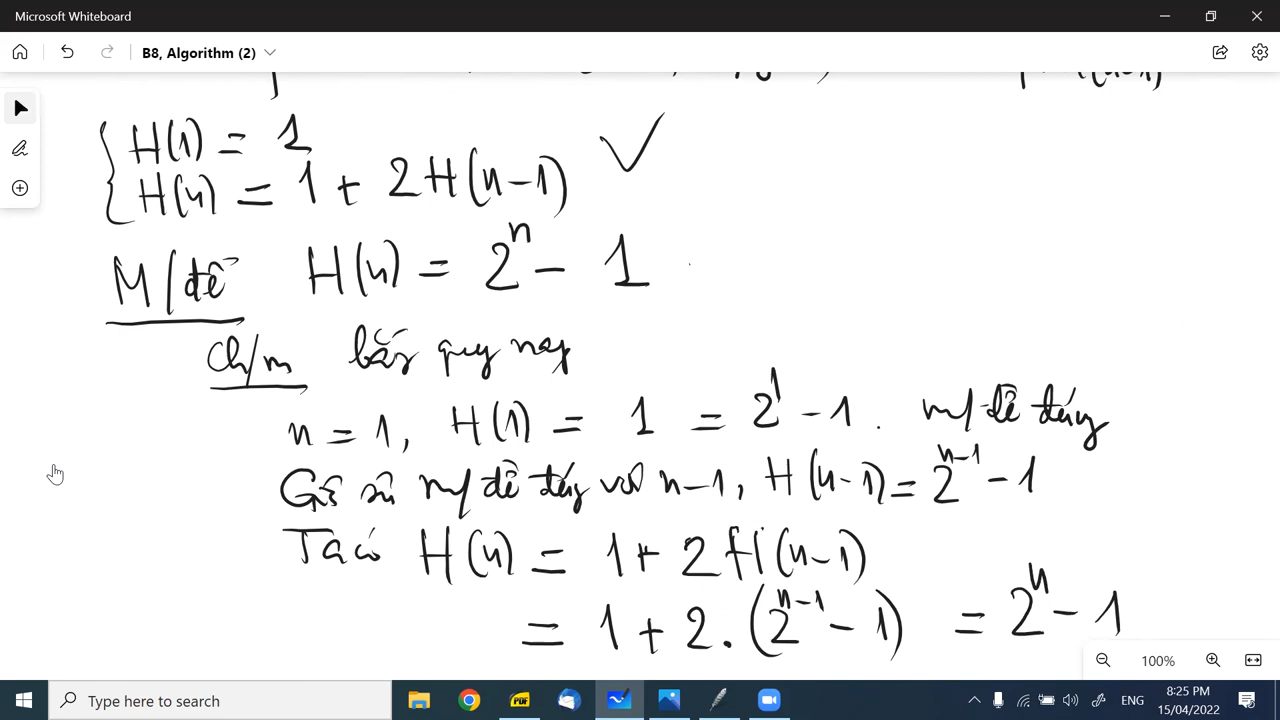 Microsoft Whiteboard
B8, Algorithm (2)
H(1) = 1
H(n) = 1 + 2H(n-1) ✓
M/đề H(n) = 2^n - 1
Ch/m bằng quy nạp
n = 1, H(1) = 1 = 2^1 - 1. m/đề đúng
Giả sử m/đề đúng với n-1, H(n-1) = 2^{n-1} - 1
Ta có H(n) = 1 + 2H(n-1)
= 1 + 2.(2^{n-1} - 1) = 2^n - 1
100%
Type here to search
PDF
ENG
8:25 PM
15/04/2022